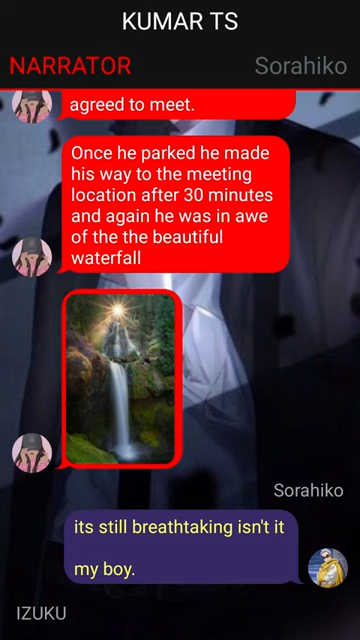 KUMAR TS
NARRATOR
Sorahiko
agreed to meet.
Once he parked he made
his way to the meeting
location after 30 minutes
and again he was in awe
of the the beautiful
waterfall
Sorahiko
its still breathtaking isn't it
my boy.
IZUKU